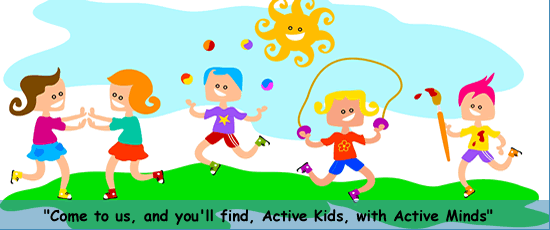 "Come to us, and you'll find, Active Kids, with Active Minds"